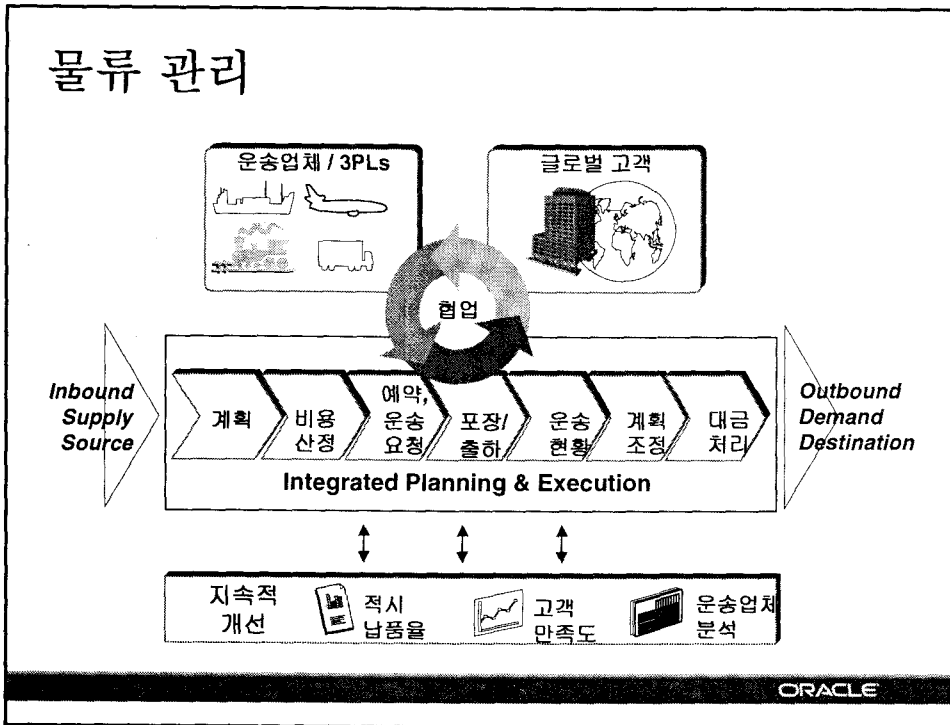 물류 관리
운송업체 / 3PLs
글로벌 고객
협업
Inbound
Supply
Source
계획
비용
산정
예약,
운송
요청
포장/
출하
운송
현황
계획
조정
대금
처리
Outbound
Demand
Destination
Integrated Planning & Execution
지속적
개선
적시
납품율
고객
만족도
운송업체
분석
ORACLE